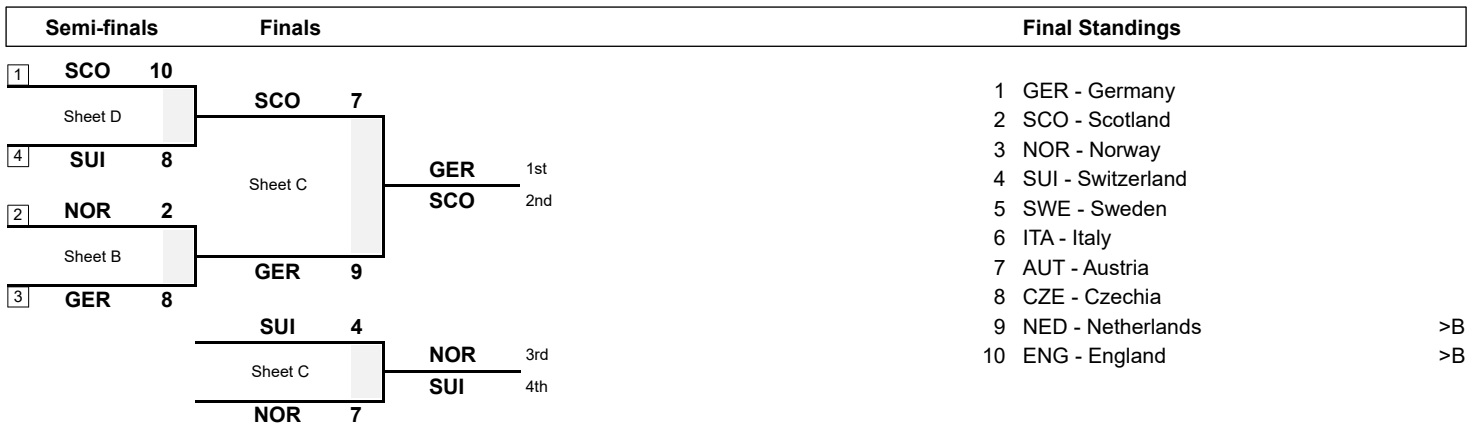 Semi-finals Finals Final Standings
1 SCO 10
Sheet D
4 SUI 8
2 NOR 2
Sheet B
3 GER 8
SCO 7
Sheet C
GER 9
GER 1st
SCO 2nd
SUI 4
Sheet C
NOR 7
NOR 3rd
SUI 4th
1 GER - Germany
2 SCO - Scotland
3 NOR - Norway
4 SUI - Switzerland
5 SWE - Sweden
6 ITA - Italy
7 AUT - Austria
8 CZE - Czechia
9 NED - Netherlands >B
10 ENG - England >B